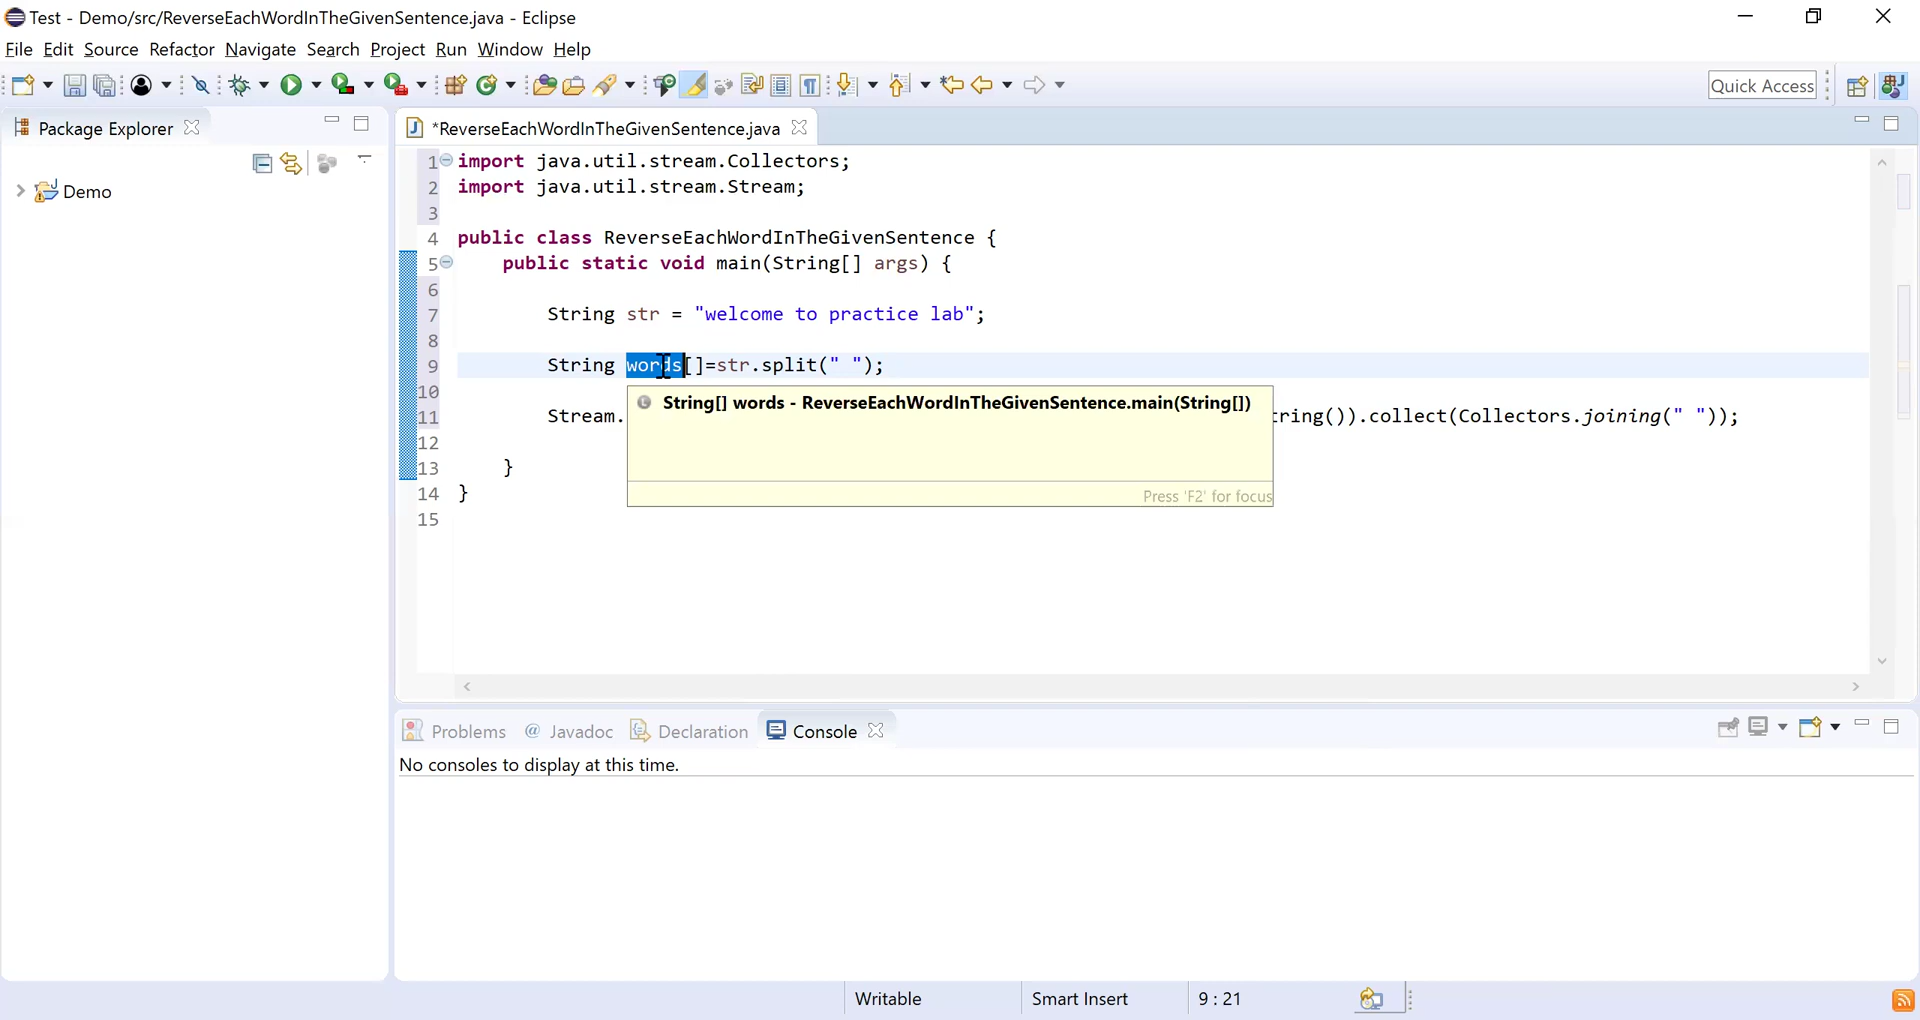 Test - Demo/src/ReverseEachWordInTheGivenSentence.java - Eclipse
File Edit Source Refactor Navigate Search Project Run Window Help
Quick Access
Package Explorer
*ReverseEachWordInTheGivenSentence.java
Demo
1 import java.util.stream.Collectors;
2 import java.util.stream.Stream;
3
4 public class ReverseEachWordInTheGivenSentence {
5 public static void main(String[] args) {
6
7 String str = "welcome to practice lab";
8
9 String words[]=str.split(" ");
10
String[] words - ReverseEachWordInTheGivenSentence.main(String[])
11 Stream. tring()).collect(Collectors.joining(" "));
12
13 }
14 }
Press 'F2' for focus
15
Problems @ Javadoc Declaration Console
No consoles to display at this time.
Writable Smart Insert 9 : 21